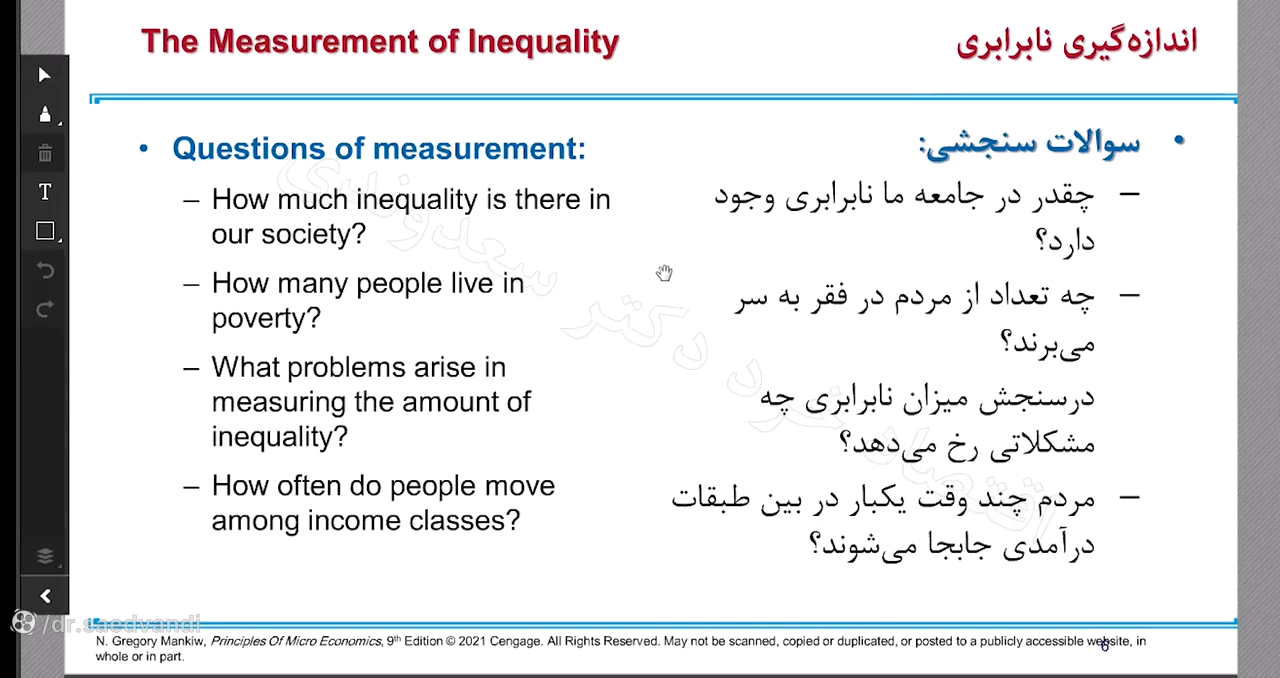 The Measurement of Inequality
اندازه‌گیری نابرابری
• Questions of measurement:
– How much inequality is there in
our society?
– How many people live in
poverty?
– What problems arise in
measuring the amount of
inequality?
– How often do people move
among income classes?
• سوالات سنجشی:
– چقدر در جامعه ما نابرابری وجود
دارد؟
– چه تعداد از مردم در فقر به سر
می‌برند؟
درسنجش میزان نابرابری چه
مشکلاتی رخ می‌دهد؟
– مردم چند وقت یکبار در بین طبقات
درآمدی جابجا می‌شوند؟
اقتصاد خرد دکتر سعدوندی
T
/dr.saedvandi
N. Gregory Mankiw, Principles Of Micro Economics, 9th Edition © 2021 Cengage. All Rights Reserved. May not be scanned, copied or duplicated, or posted to a publicly accessible website, in
whole or in part.
6